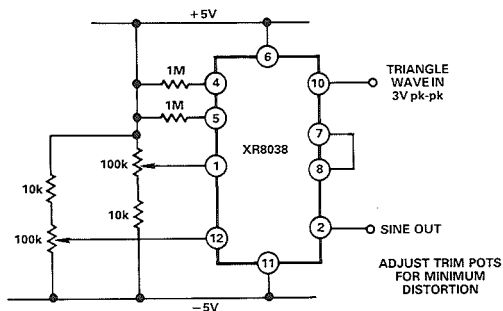 +5V
1M
4
6
10
TRIANGLE
WAVE IN
3V pk-pk
1M
5
7
XR8038
100k
1
8
10k
10k
100k
12
2
SINE OUT
11
ADJUST TRIM POTS
FOR MINIMUM
DISTORTION
−5V